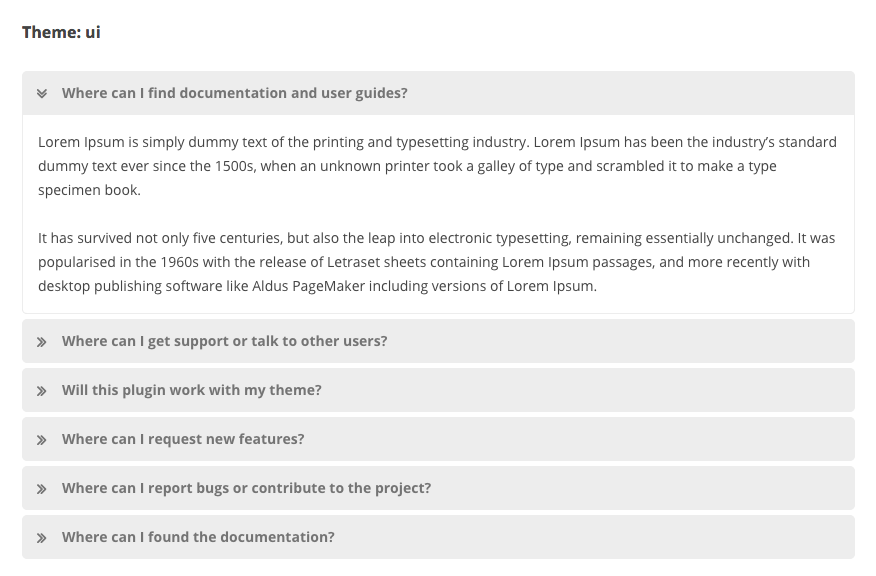 Theme: ui
Where can I find documentation and user guides?
Lorem Ipsum is simply dummy text of the printing and typesetting industry. Lorem Ipsum has been the industry’s standard
dummy text ever since the 1500s, when an unknown printer took a galley of type and scrambled it to make a type
specimen book.
It has survived not only five centuries, but also the leap into electronic typesetting, remaining essentially unchanged. It was
popularised in the 1960s with the release of Letraset sheets containing Lorem Ipsum passages, and more recently with
desktop publishing software like Aldus PageMaker including versions of Lorem Ipsum.
Where can I get support or talk to other users?
Will this plugin work with my theme?
Where can I request new features?
Where can I report bugs or contribute to the project?
Where can I found the documentation?